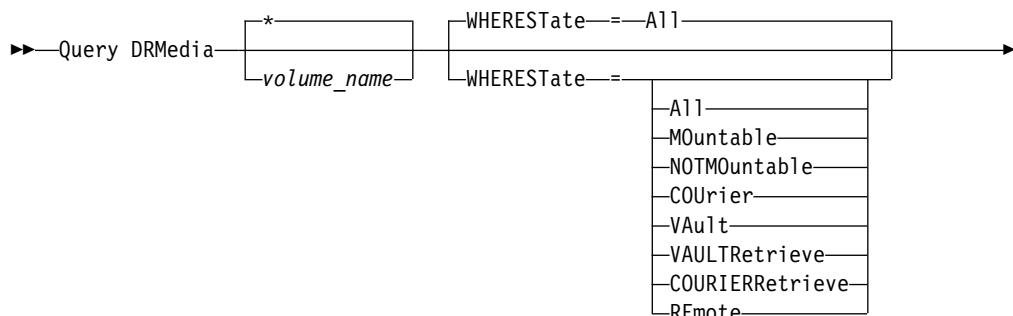 * WHERESTate = All
Query DRMedia
volume_name WHERESTate =
All
MOuntable
NOTMOuntable
COUrier
VAult
VAULTRetrieve
COURIERRetrieve
REmote